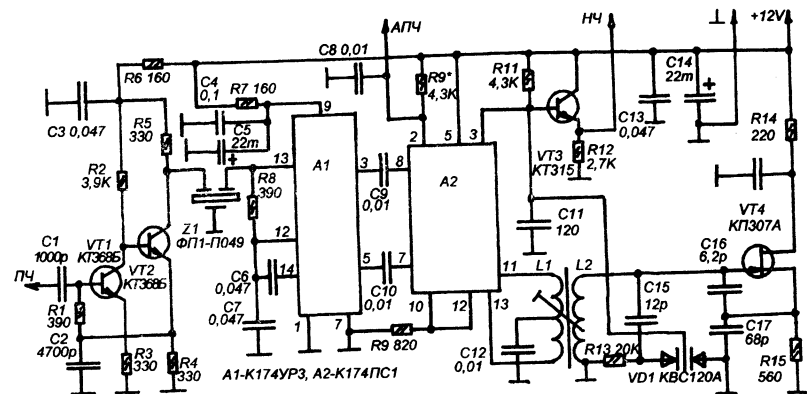 АПЧ
НЧ
⊥
+12V
R6 160
C3 0,047
R5
330
R2
3,9K
C4
0,1
R7 160
C5
22m
+
C8 0,01
R9*
4,3K
R11
4,3K
C14
22m
+
C13
0,047
R14
220
9
13
A1
3
8
C9
0,01
2
5
3
A2
VT3
КТ315
R12
2,7K
R8
390
Z1
ФП1-П049
VT1
КТ368Б
VT2
КТ368Б
C1
1000p
ПЧ
R1
390
C2
4700p
R3
330
R4
330
12
C6
0,047
14
C7
0,047
1
7
5
7
C10
0,01
10
12
R9 820
11
13
C11
120
L1
L2
C12
0,01
R13 20K
C15
12p
VD1 КВС120А
C16
6,2p
C17
68p
VT4
КП307А
R15
560
A1-К174УР3, A2-К174ПС1